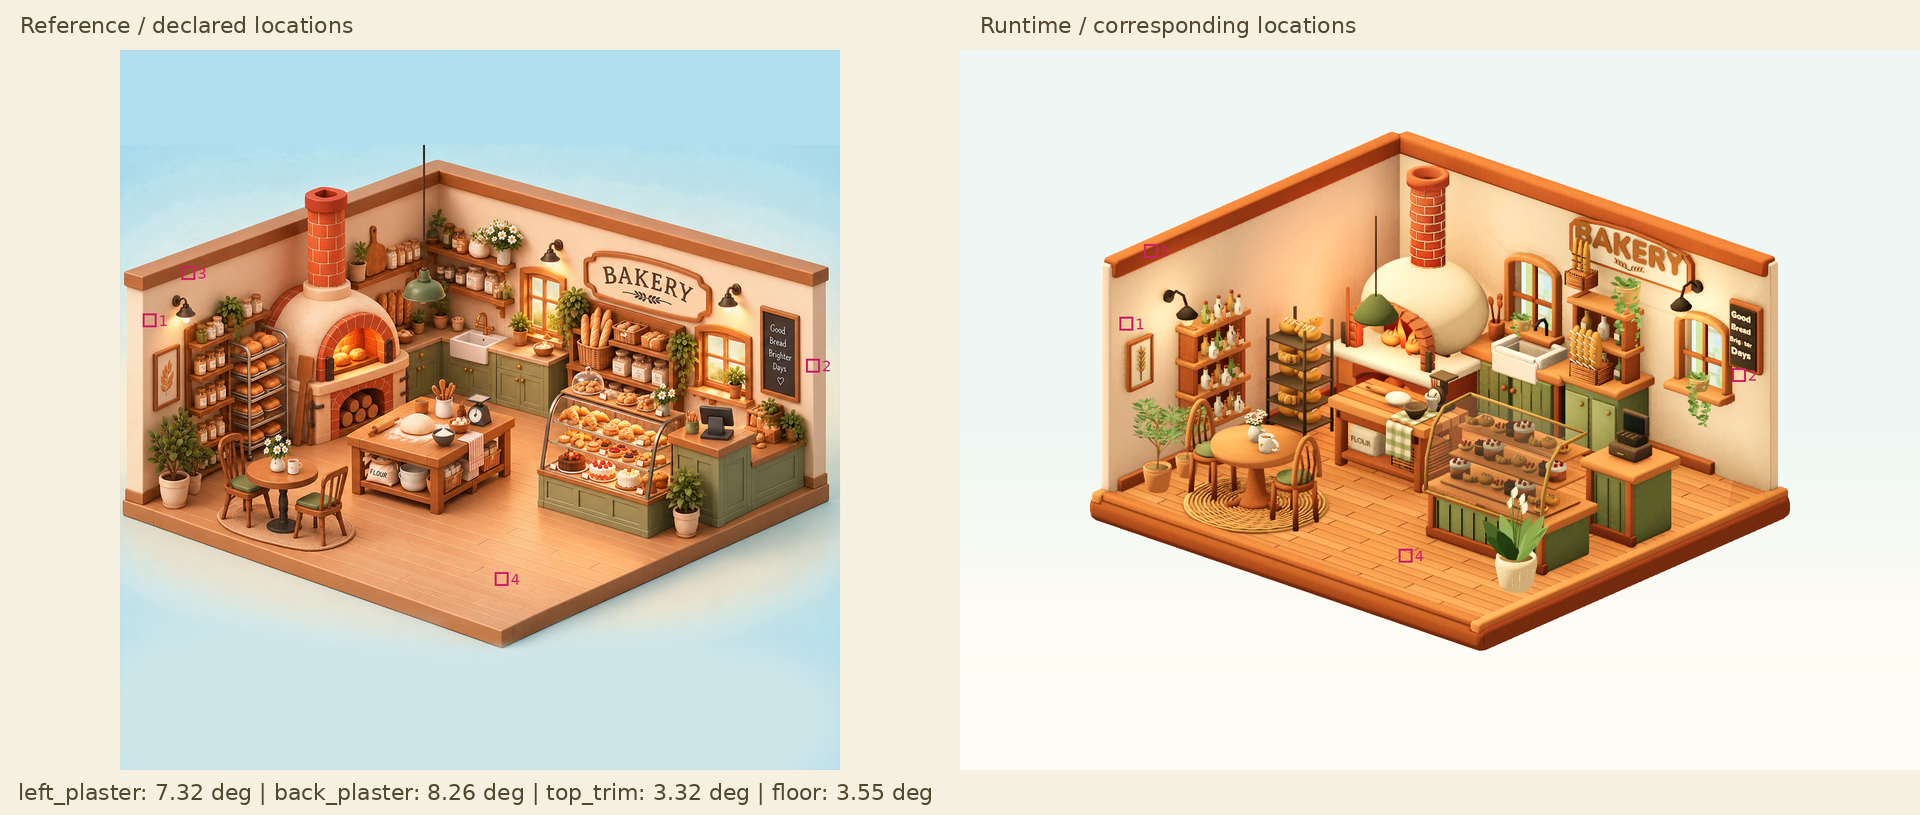 Reference / declared locations
Runtime / corresponding locations
3
1
2
4
BAKERY
Good
Bread
Brighter
Days
FLOUR
3
1
2
4
BAKERY
Good
Bread
Days
FLOUR
left_plaster: 7.32 deg | back_plaster: 8.26 deg | top_trim: 3.32 deg | floor: 3.55 deg